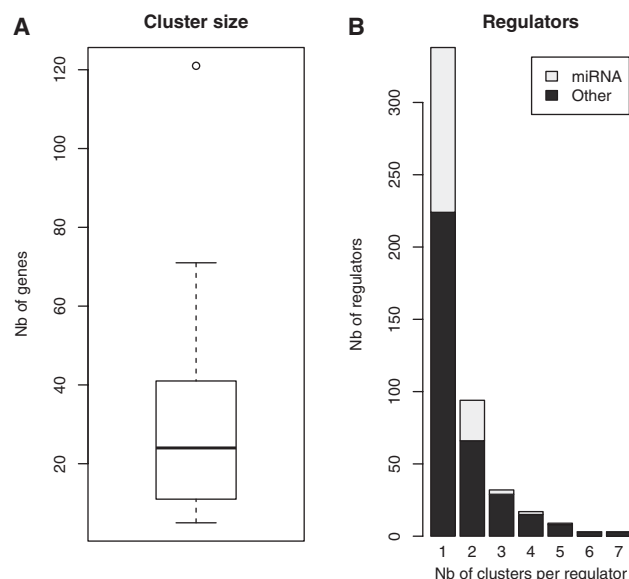 A
Cluster size
Nb of genes
120
100
80
60
40
20
B
Regulators
miRNA
Other
Nb of regulators
300
250
200
150
100
50
0
1 2 3 4 5 6 7
Nb of clusters per regulator